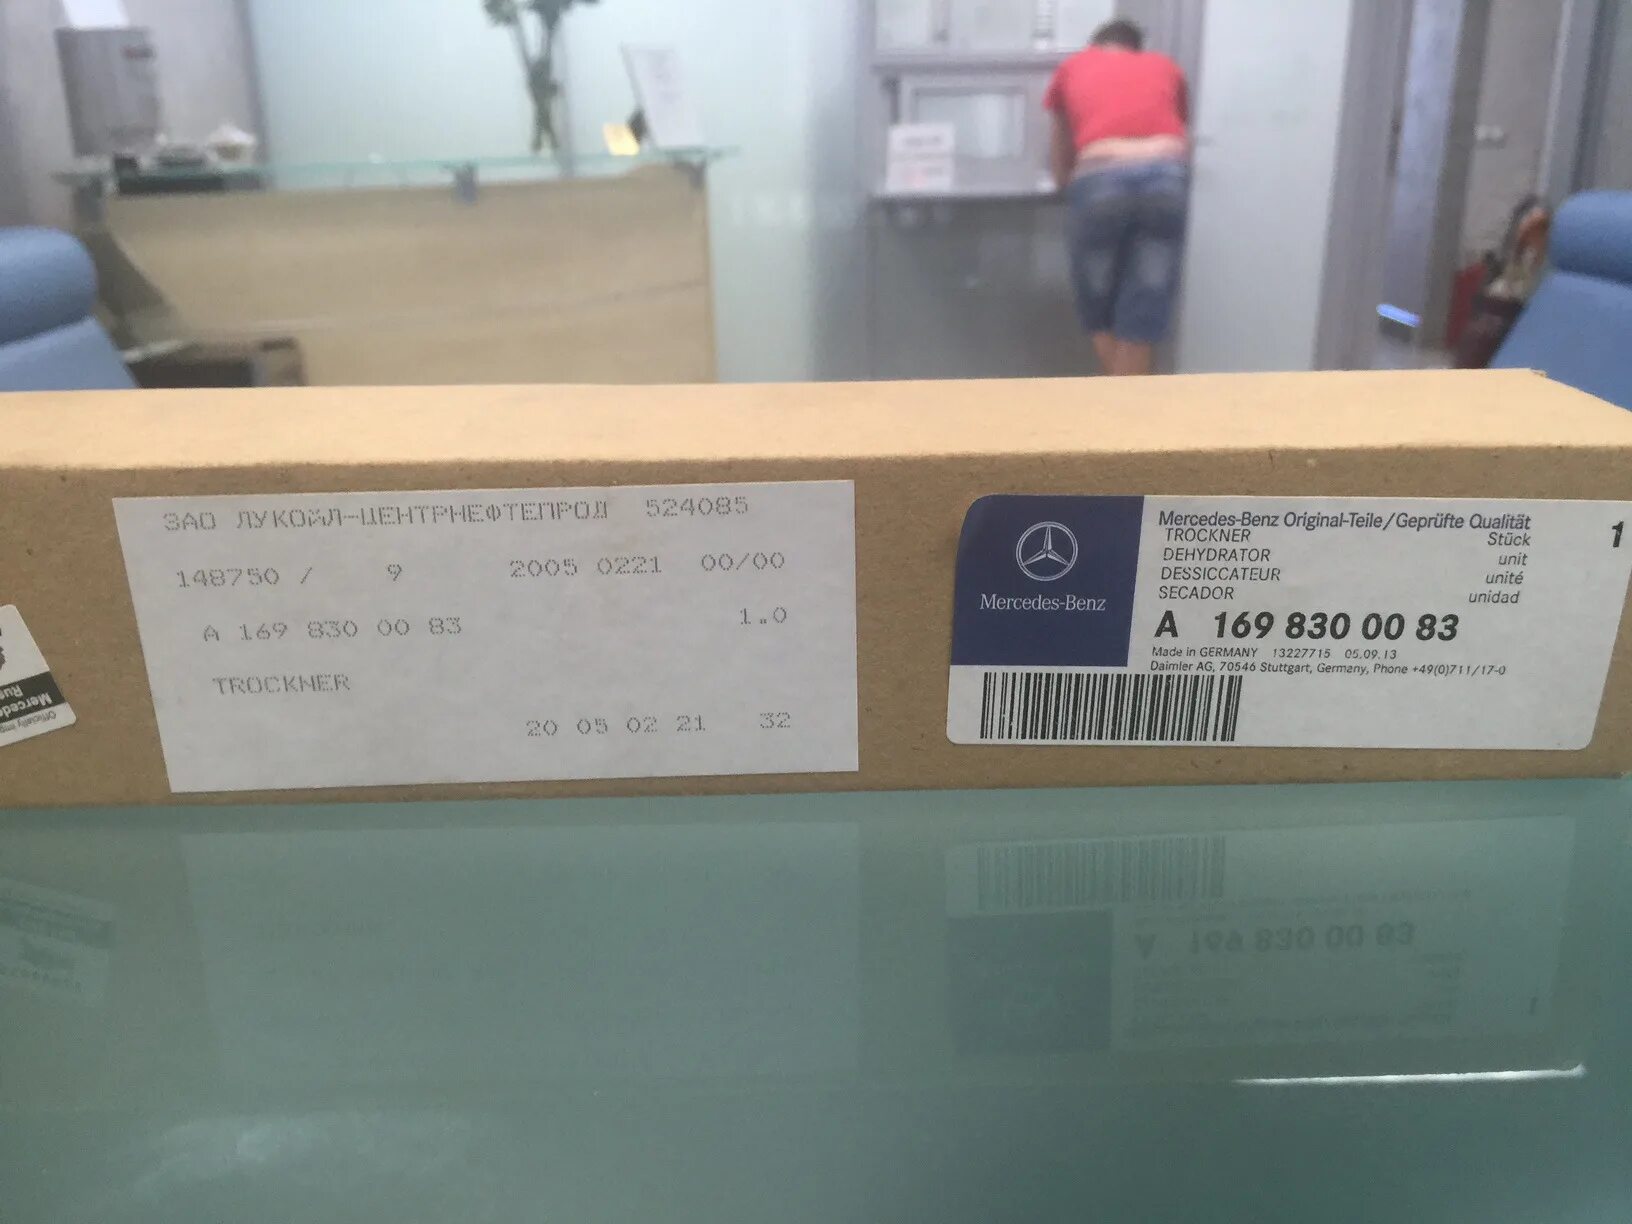 ЗАО ЛУКОЙЛ-ЦЕНТРНЕФТЕПРОД 524085
148750 / 9 2005 0221 00/00
A 169 830 00 83 1.0
TROCKNER
20 05 02 21 32
Mercedes-Benz
Mercedes-Benz Original-Teile/Geprüfte Qualität
TROCKNER Stück 1
DEHYDRATOR unit
DESSICCATEUR unité
SECADOR unidad
A 169 830 00 83
Made in GERMANY 13227715 05.09.13
Daimler AG, 70546 Stuttgart, Germany, Phone +49(0)711/17-0
Officially